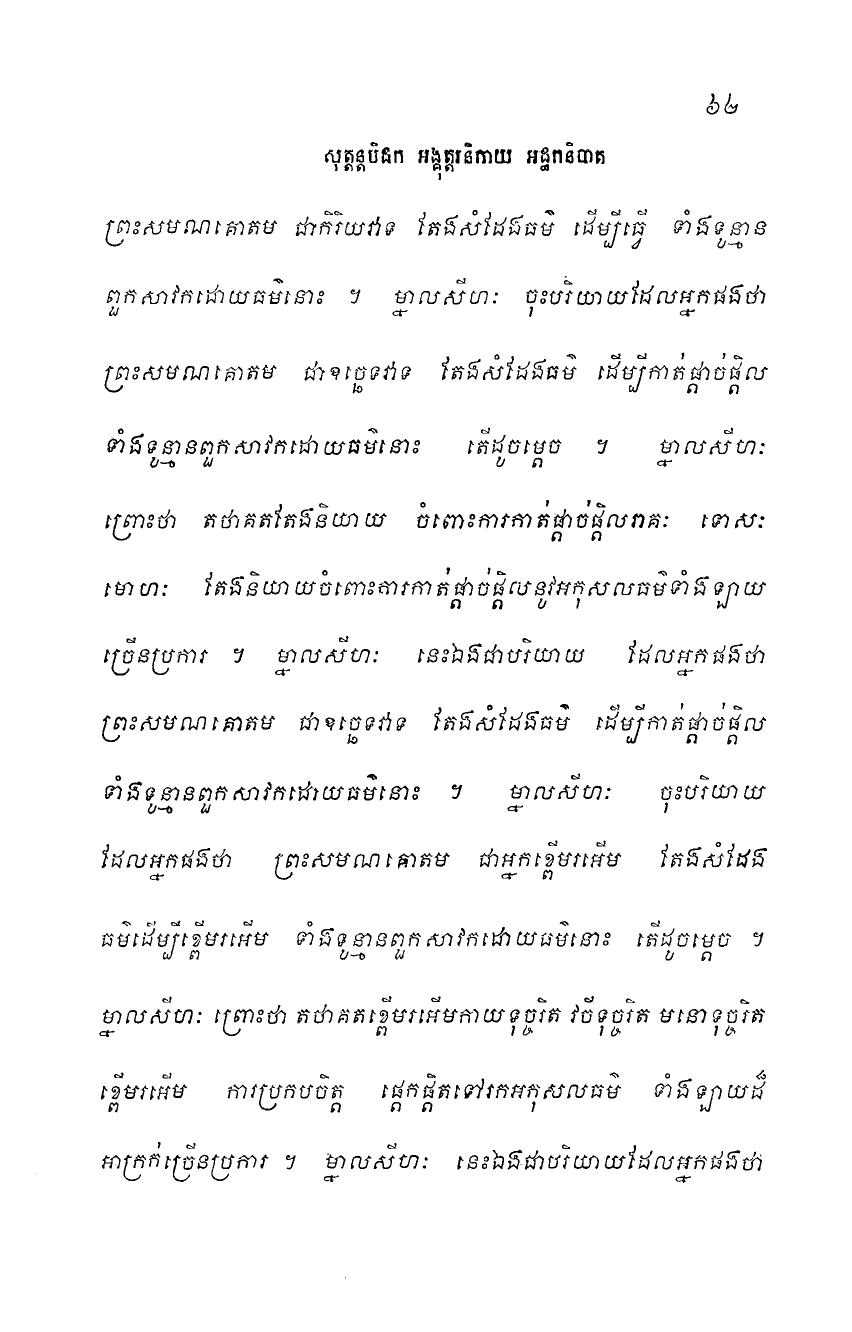 ៦៤
សុត្តន្តបិដក អង្គុត្តរនិកាយ អដ្ឋកនិបាត
ព្រះសមណគោតម ជាកិរិយវាទ តែងសំដែងធម៌ ដើម្បីធ្វើ ទាំងទូន្មាន
ពួកសាវកដោយធម៌នោះ ។ ម្នាលសីហៈ ចុះបរិយាយដែលអ្នកផងថា
ព្រះសមណគោតម ជាឧច្ឆេទវាទ តែងសំដែងធម៌ ដើម្បីកាត់ផ្តាច់ផ្តិល
ទាំងទូន្មានពួកសាវកដោយធម៌នោះ តើដូចម្តេច ។ ម្នាលសីហៈ
ព្រោះថា តថាគតតែងនិយាយ ចំពោះការកាត់ផ្តាច់ផ្តិលរាគៈ ទោសៈ
មោហៈ តែងនិយាយចំពោះការកាត់ផ្តាច់ផ្តិលនូវអកុសលធម៌ទាំងឡាយ
ច្រើនប្រការ ។ ម្នាលសីហៈ នេះឯងជាបរិយាយ ដែលអ្នកផងថា
ព្រះសមណគោតម ជាឧច្ឆេទវាទ តែងសំដែងធម៌ ដើម្បីកាត់ផ្តាច់ផ្តិល
ទាំងទូន្មានពួកសាវកដោយធម៌នោះ ។ ម្នាលសីហៈ ចុះបរិយាយ
ដែលអ្នកផងថា ព្រះសមណគោតម ជាអ្នកខ្ពើមរអើម តែងសំដែង
ធម៌ដើម្បីខ្ពើមរអើម ទាំងទូន្មានពួកសាវកដោយធម៌នោះ តើដូចម្តេច ។
ម្នាលសីហៈ ព្រោះថា តថាគតខ្ពើមរអើមកាយទុច្ចរិត វចីទុច្ចរិត មនោទុច្ចរិត
ខ្ពើមរអើម ការប្រកបចិត្ត ផ្តេកផ្តិតទៅរកអកុសលធម៌ ទាំងឡាយដ៏
អាក្រក់ច្រើនប្រការ ។ ម្នាលសីហៈ នេះឯងជាបរិយាយដែលអ្នកផងថា